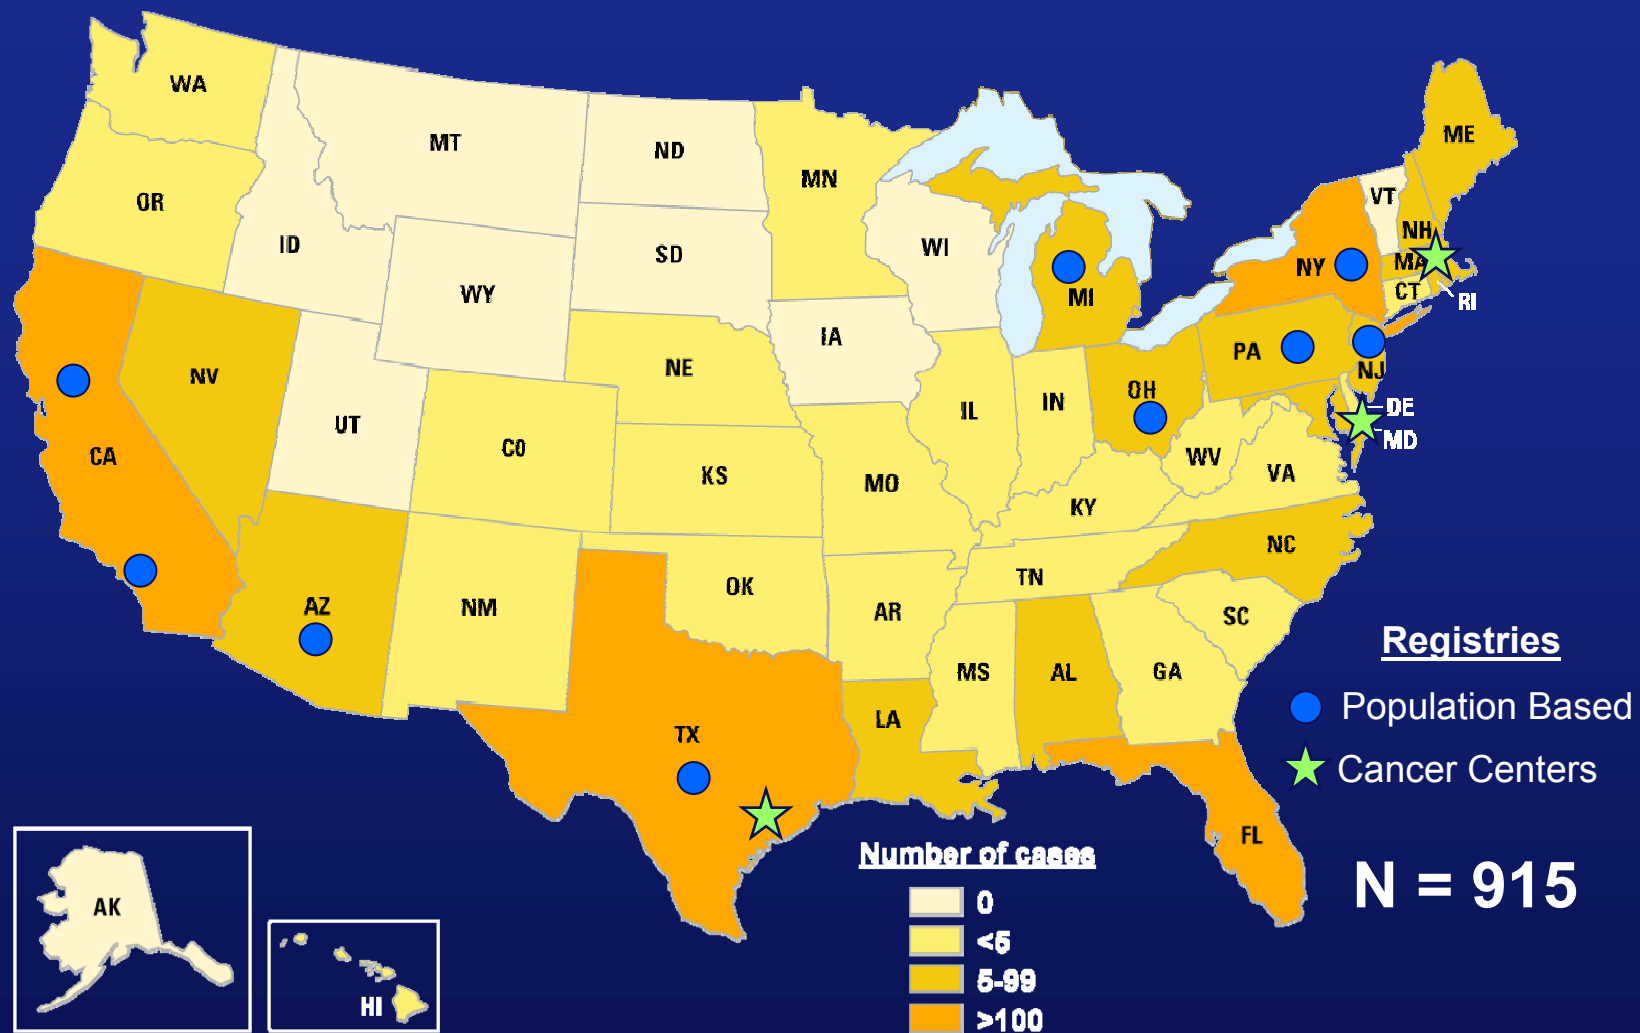 WA
MT
ND
MN
ME
OR
ID
SD
WI
VT
NH
WY
MI
NY
MA
CT
RI
IA
NV
NE
PA
NJ
UT
CO
IL
IN
OH
DE
MD
CA
KS
MO
WV
VA
KY
NC
AZ
NM
OK
TN
AR
SC
MS
AL
GA
LA
TX
FL
AK
HI
Registries
Population Based
Cancer Centers
Number of cases
0
<5
5-99
>100
N = 915